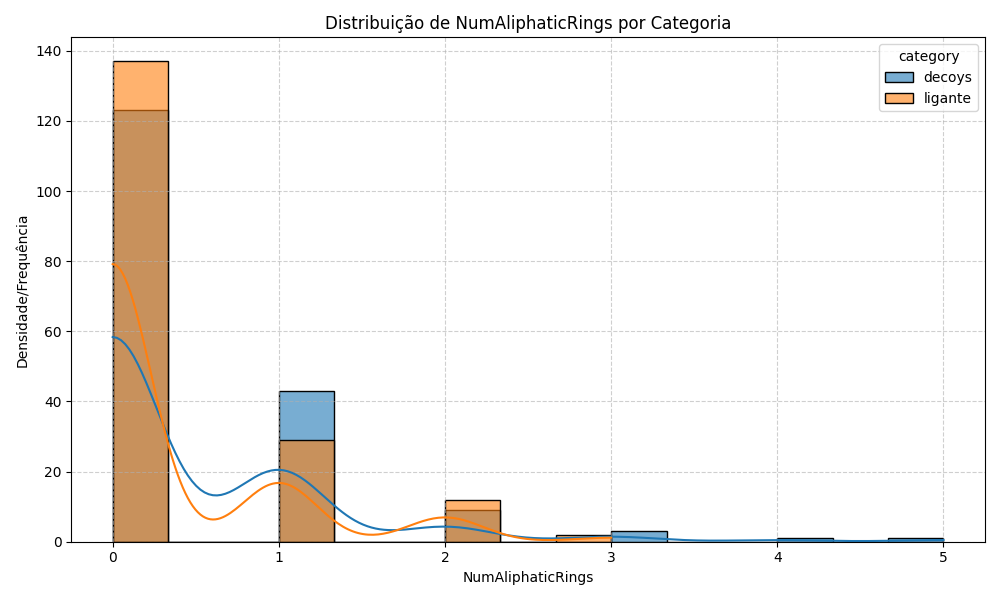 Distribuição de NumAliphaticRings por Categoria
category
decoys
ligante
Densidade/Frequência
140
120
100
80
60
40
20
0
0 1 2 3 4 5
NumAliphaticRings